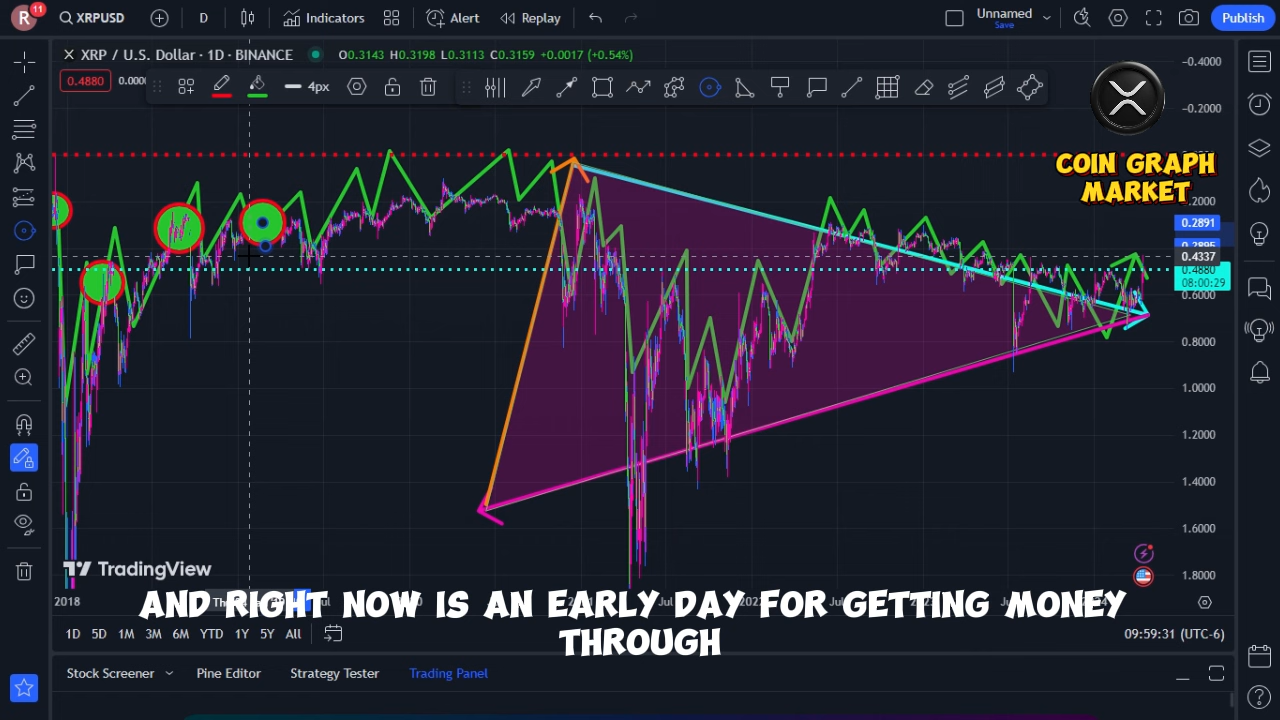 R
11
XRPUSD
D
Indicators
Alert
Replay
Unnamed
Save
Publish
XRP / U.S. Dollar · 1D · BINANCE
O0.3143 H0.3198 L0.3113 C0.3159 +0.0017 (+0.54%)
0.4880
4px
COIN GRAPH
MARKET
−0.4000
−0.2000
0.2891
0.4337
0.4880
08:00:29
0.6000
0.8000
1.0000
1.2000
1.4000
1.6000
1.8000
TradingView
2018
AND RIGHT NOW IS AN EARLY DAY FOR GETTING MONEY
THROUGH
1D 5D 1M 3M 6M YTD 1Y 5Y All
09:59:31 (UTC-6)
Stock Screener
Pine Editor
Strategy Tester
Trading Panel